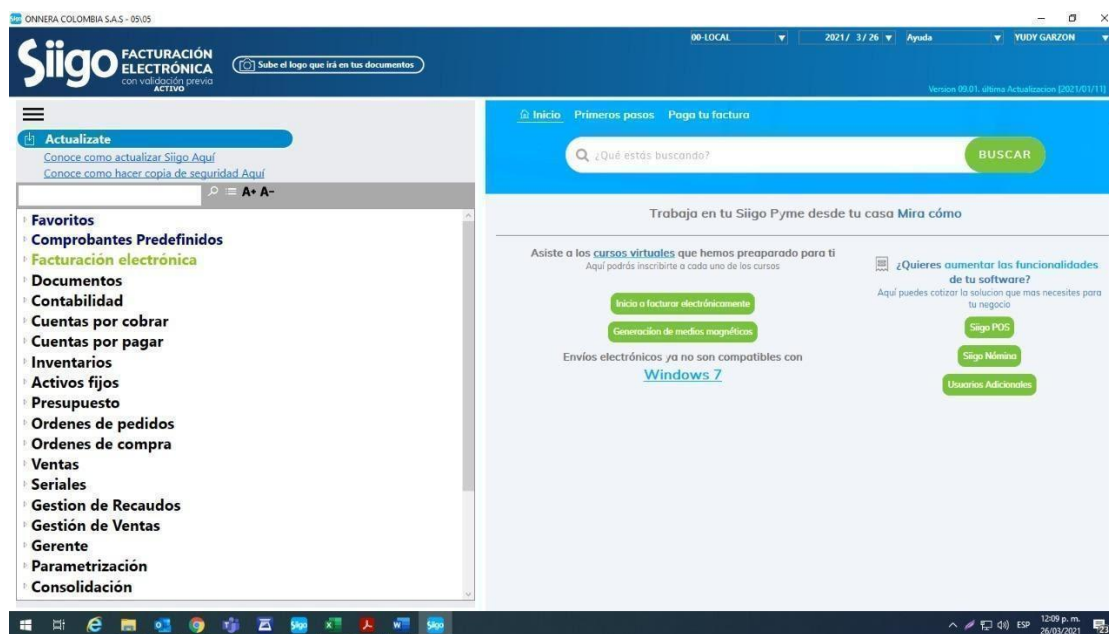 ONNERA COLOMBIA S.A.S - 05\05
Siigo
FACTURACIÓN
ELECTRÓNICA
con validación previa
ACTIVO
Sube el logo que irá en tus documentos
00-LOCAL
2021/ 3/ 26
Ayuda
YUDY GARZON
Version 09.01. última Actualizacion [2021/01/11]
Actualizate
Conoce como actualizar Siigo Aquí
Conoce como hacer copia de seguridad Aquí
A+ A-
Favoritos
Comprobantes Predefinidos
Facturación electrónica
Documentos
Contabilidad
Cuentas por cobrar
Cuentas por pagar
Inventarios
Activos fijos
Presupuesto
Ordenes de pedidos
Ordenes de compra
Ventas
Seriales
Gestion de Recaudos
Gestión de Ventas
Gerente
Parametrización
Consolidación
Inicio Primeros pasos Paga tu factura
¿Qué estás buscando?
BUSCAR
Trabaja en tu Siigo Pyme desde tu casa Mira cómo
Asiste a los cursos virtuales que hemos preaparado para ti
Aquí podrás inscribirte a cada uno de los cursos
Inicia a facturar electrónicamente
Generaciíon de medios magnéticos
Envíos electrónicos ya no son compatibles con
Windows 7
¿Quieres aumentar las funcionalidades
de tu software?
Aquí puedes cotizar la solucion que mas necesites para
tu negocio
Siigo POS
Siigo Nómina
Usuarios Adicionales
ESP
12:09 p. m.
26/03/2021
23